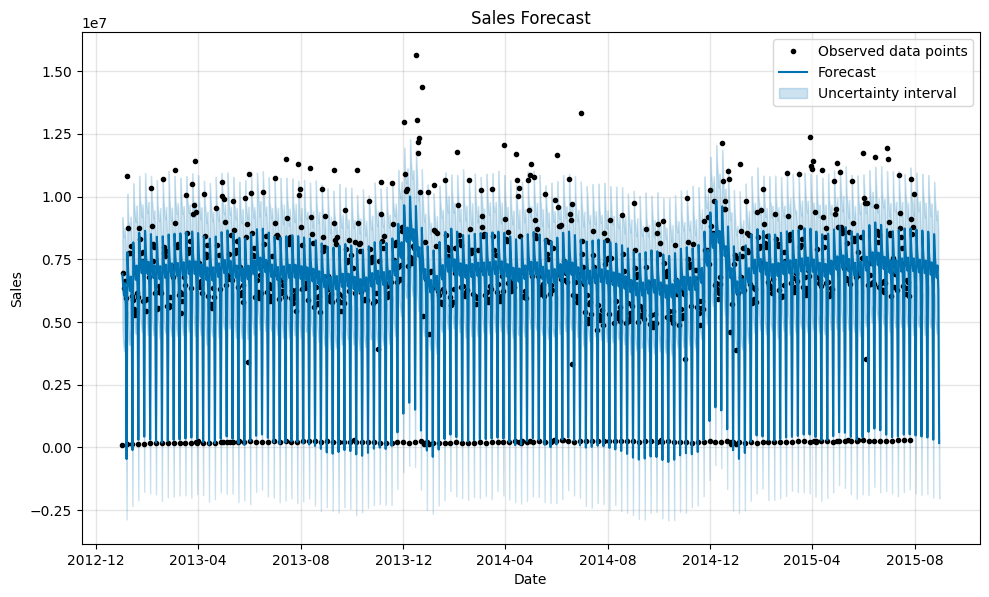 Sales Forecast
1e7
Observed data points
Forecast
Uncertainty interval
Sales
1.50
1.25
1.00
0.75
0.50
0.25
0.00
−0.25
2012-12
2013-04
2013-08
2013-12
2014-04
2014-08
2014-12
2015-04
2015-08
Date